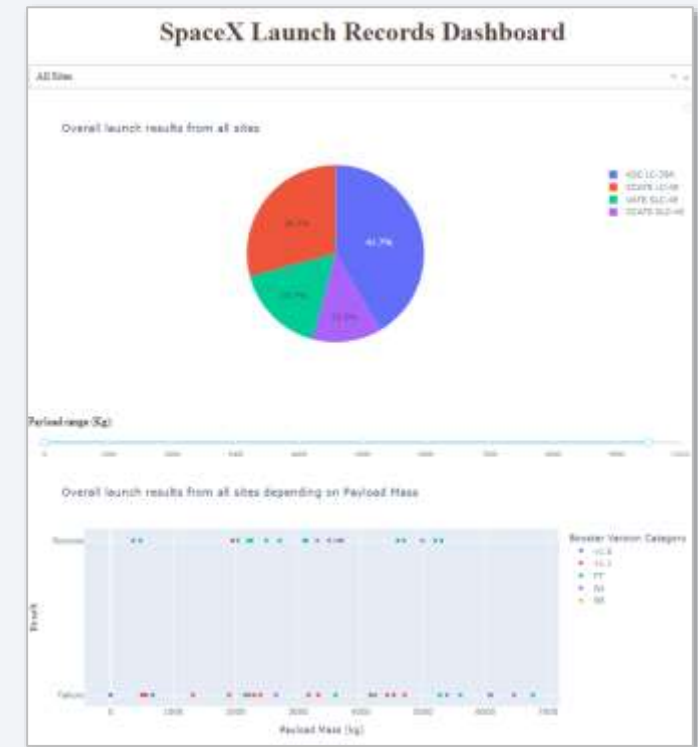 SpaceX Launch Records Dashboard
All Sites
Overall launch results from all sites
KSC LC-39A
CCAFS LC-40
VAFB SLC-4E
CCAFS SLC-40
41.7%
Payload range (Kg):
Overall launch results from all sites depending on Payload Mass
Success
Booster Version Category
v1.0
v1.1
FT
B4
B5
Result
Failure
0 1000 2000 3000 4000 5000 6000 7000
Payload Mass (kg)